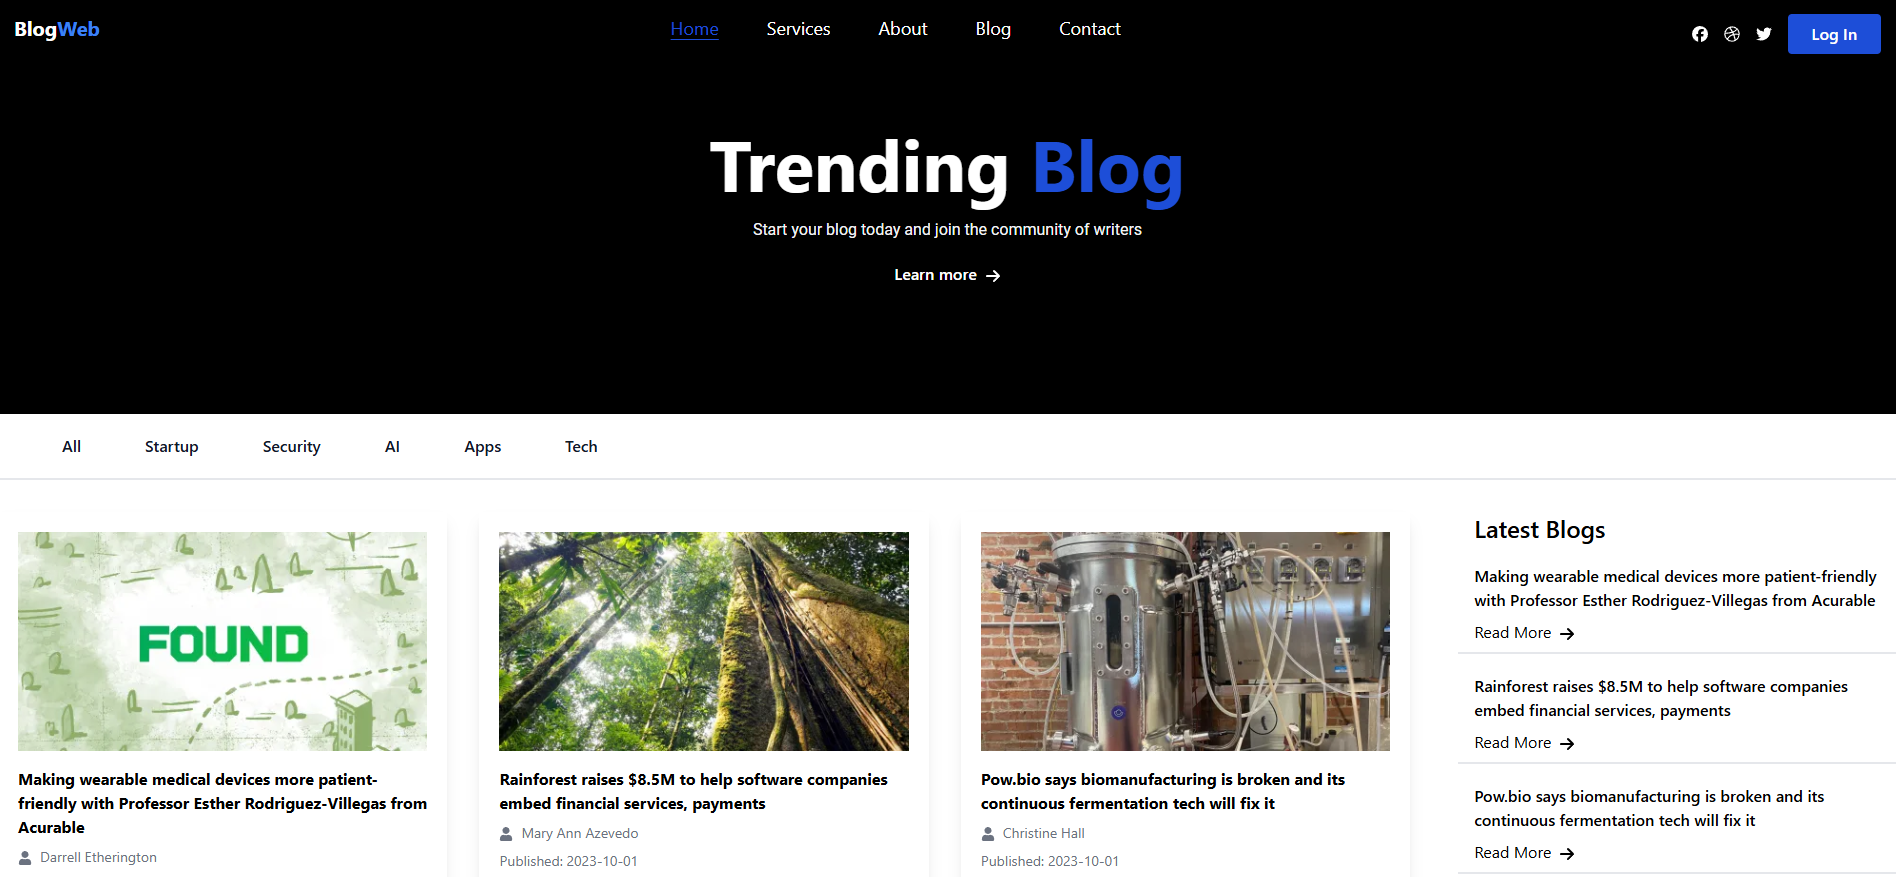 BlogWeb
Home Services About Blog Contact
Log In
Trending Blog
Start your blog today and join the community of writers
Learn more
All Startup Security AI Apps Tech
FOUND
Making wearable medical devices more patient-
friendly with Professor Esther Rodriguez-Villegas from
Acurable
Darrell Etherington
Rainforest raises $8.5M to help software companies
embed financial services, payments
Mary Ann Azevedo
Published: 2023-10-01
Pow.bio says biomanufacturing is broken and its
continuous fermentation tech will fix it
Christine Hall
Published: 2023-10-01
Latest Blogs
Making wearable medical devices more patient-friendly
with Professor Esther Rodriguez-Villegas from Acurable
Read More
Rainforest raises $8.5M to help software companies
embed financial services, payments
Read More
Pow.bio says biomanufacturing is broken and its
continuous fermentation tech will fix it
Read More